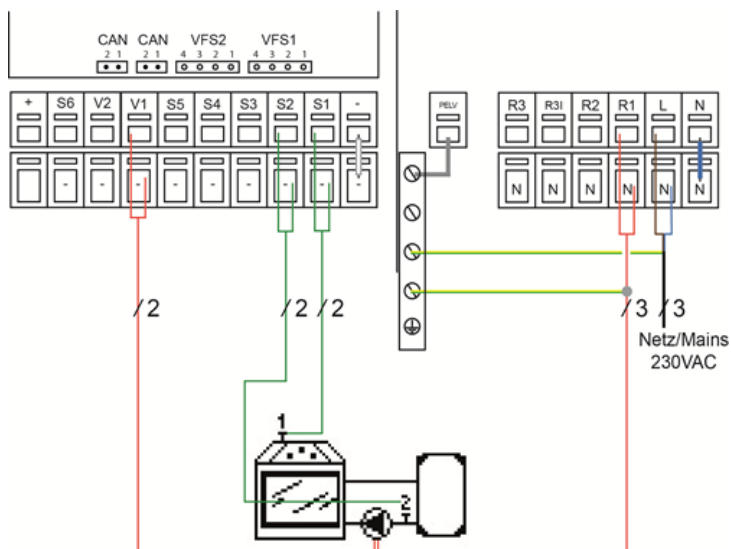 CAN CAN VFS2 VFS1
2 1 2 1 4 3 2 1 4 3 2 1
+ S6 V2 V1 S5 S4 S3 S2 S1 -
PELV
R3 R3I R2 R1 L N
- - - - - - - - -
N N N N N N
2 2 2
3 3
Netz/Mains
230VAC
1
2